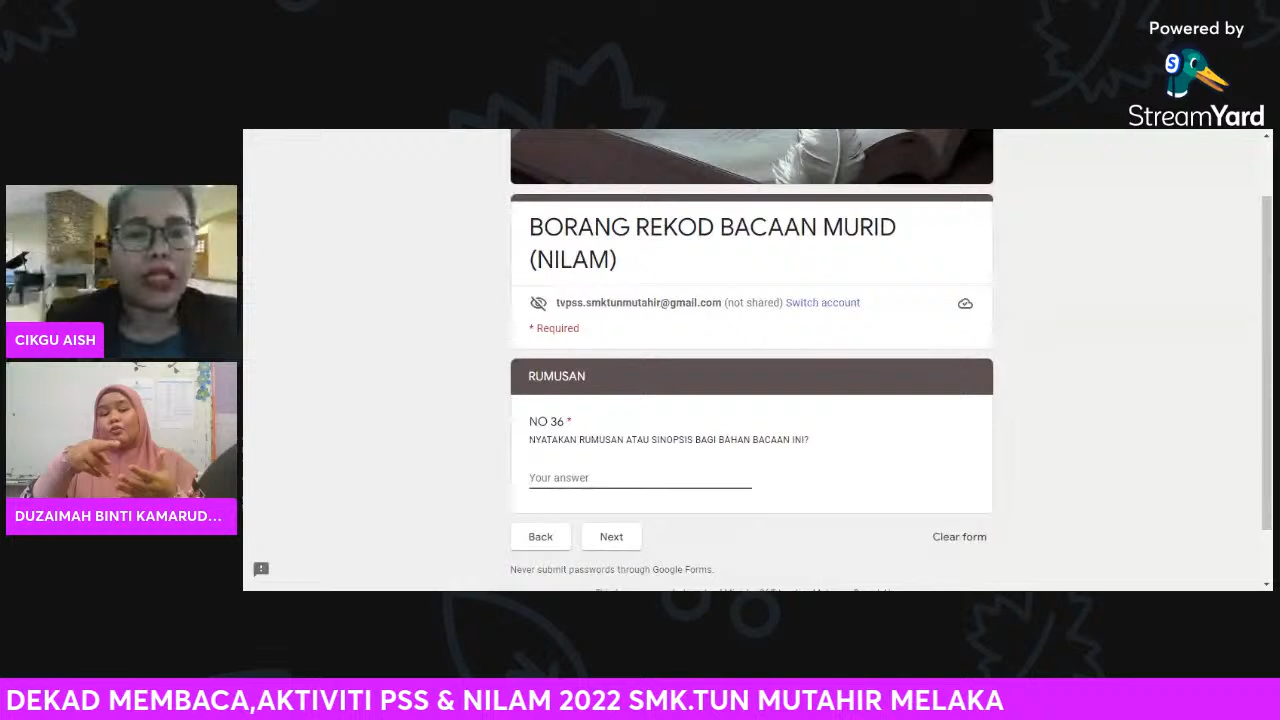 Powered by
StreamYard
BORANG REKOD BACAAN MURID
(NILAM)
tvpss.smktunmutahir@gmail.com (not shared) Switch account
* Required
RUMUSAN
NO 36 *
NYATAKAN RUMUSAN ATAU SINOPSIS BAGI BAHAN BACAAN INI?
Your answer
Back Next Clear form
Never submit passwords through Google Forms.
CIKGU AISH
DUZAIMAH BINTI KAMARUD...
DEKAD MEMBACA,AKTIVITI PSS & NILAM 2022 SMK.TUN MUTAHIR MELAKA